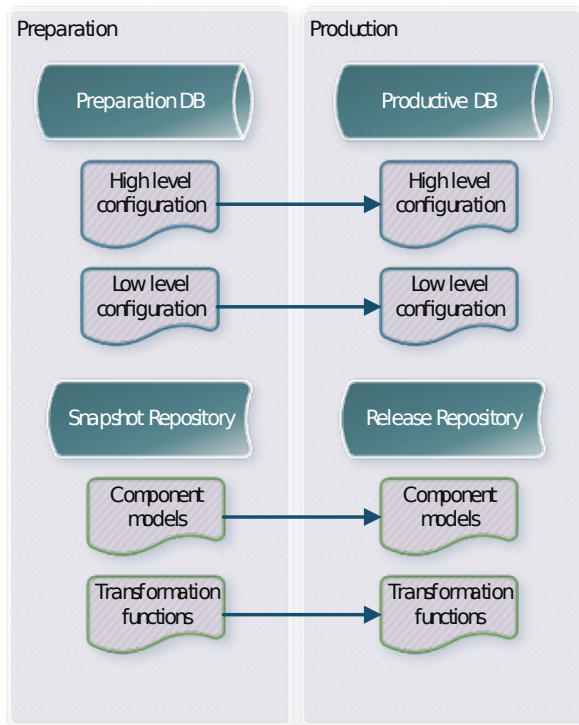 Preparation
Production
Preparation DB
Productive DB
High level
configuration
High level
configuration
Low level
configuration
Low level
configuration
Snapshot Repository
Release Repository
Component
models
Component
models
Transformation
functions
Transformation
functions